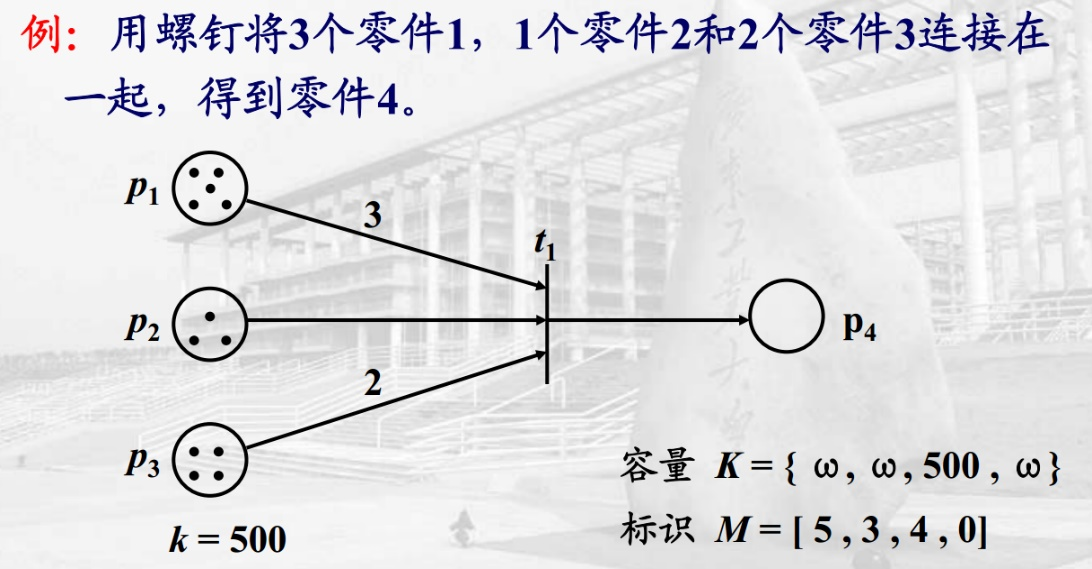 例：用螺钉将3个零件1，1个零件2和2个零件3连接在
一起，得到零件4。
p1
3
t1
p2
p4
2
p3
容量 K = { ω, ω, 500, ω}
k = 500
标识 M = [ 5 , 3 , 4 , 0]